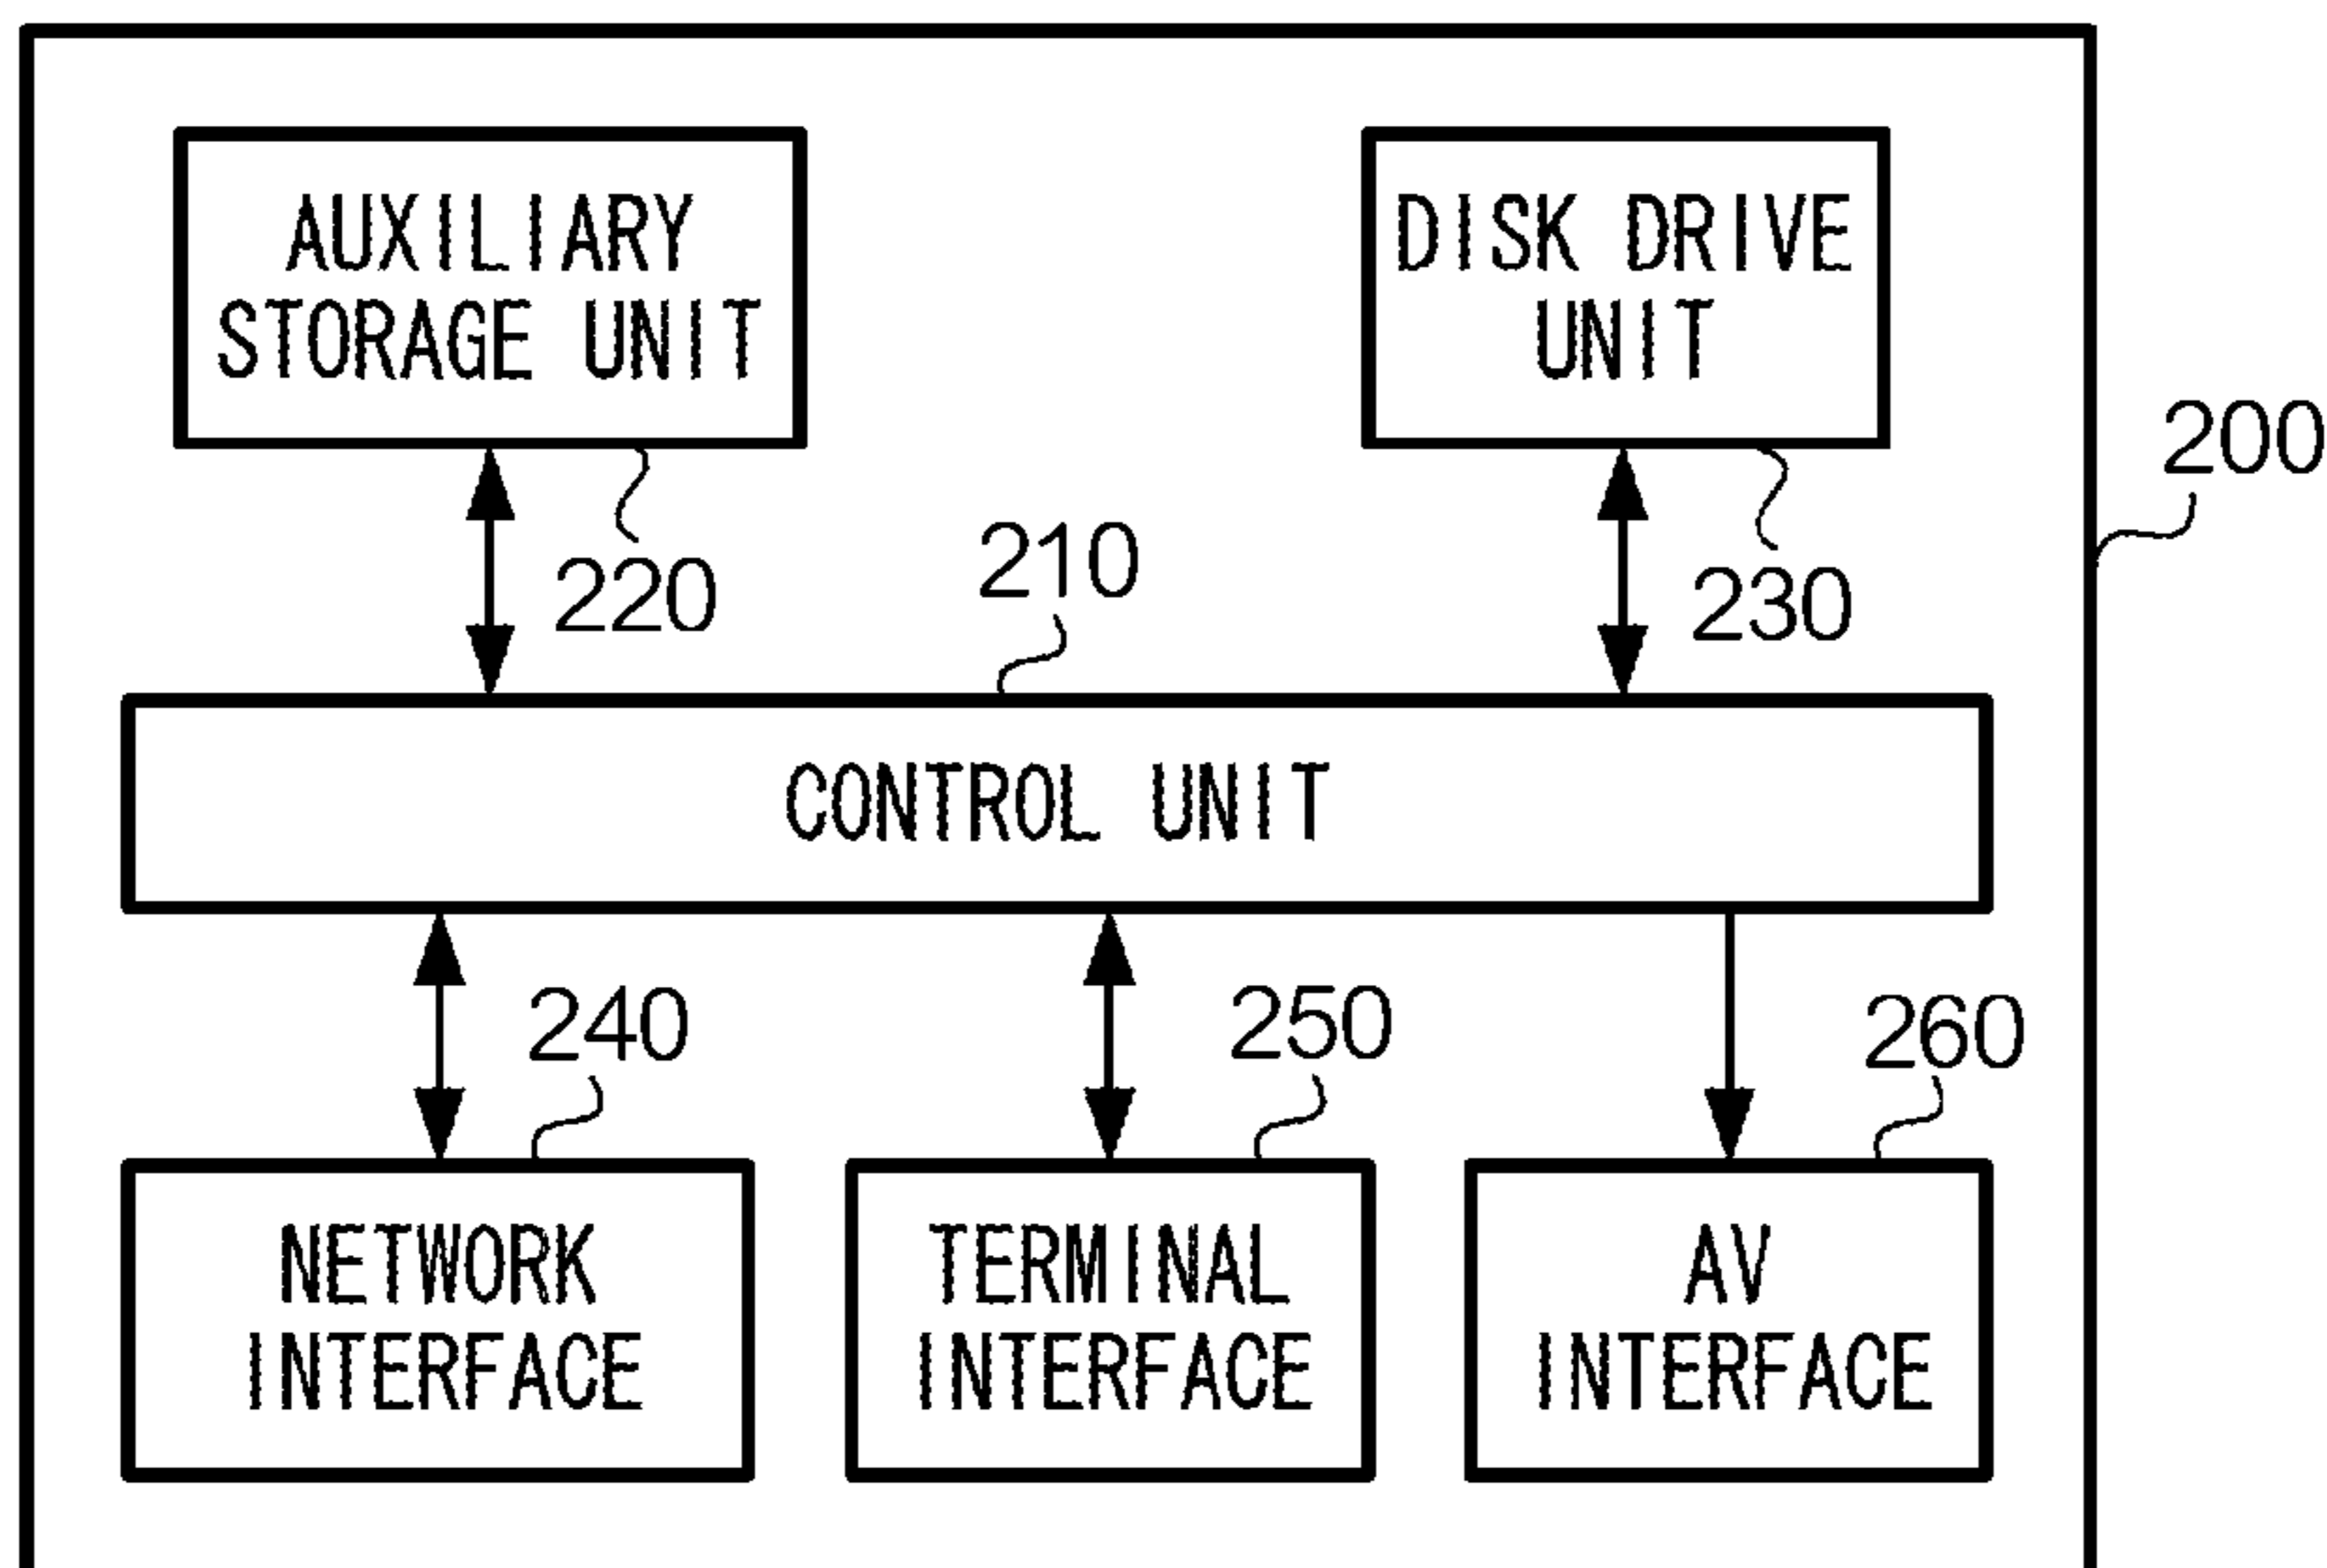 AUXILIARY
STORAGE UNIT
DISK DRIVE
UNIT
200
220
210
230
CONTROL UNIT
240
250
260
NETWORK
INTERFACE
TERMINAL
INTERFACE
AV
INTERFACE